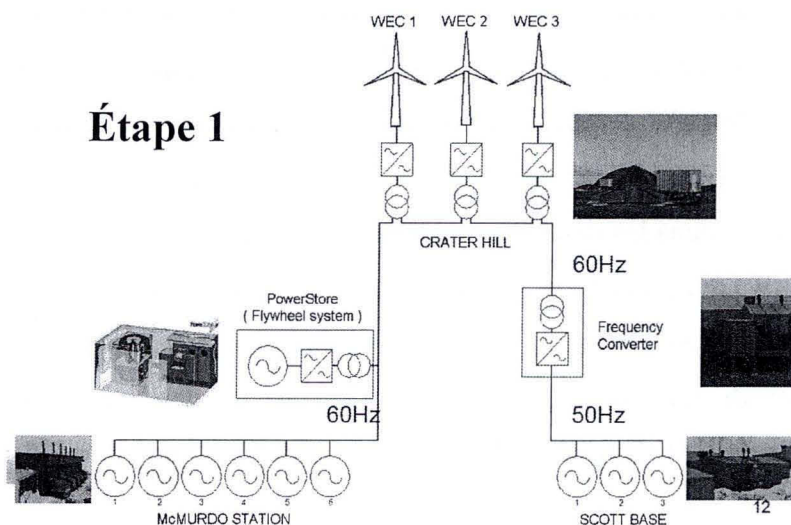 WEC 1 WEC 2 WEC 3
Étape 1
CRATER HILL
60Hz
PowerStore
( Flywheel system )
Frequency
Converter
60Hz
50Hz
1 2 3 4 5 6
1 2 3
McMURDO STATION
SCOTT BASE
12